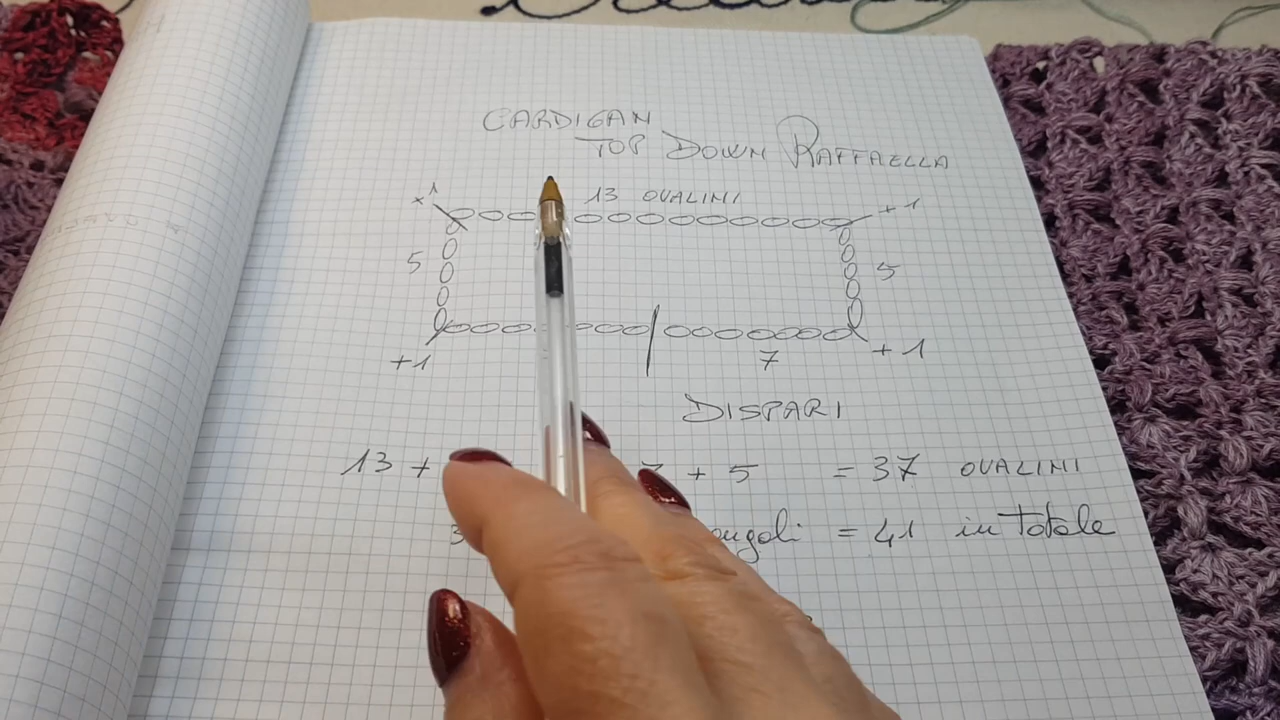 CARDIGAN
TOP DOWN RAFFAELLA
+1 13 OVALINI +1
5 5
+1 7 +1
DISPARI
13 + + 5 = 37 OVALINI
= 41 in totale